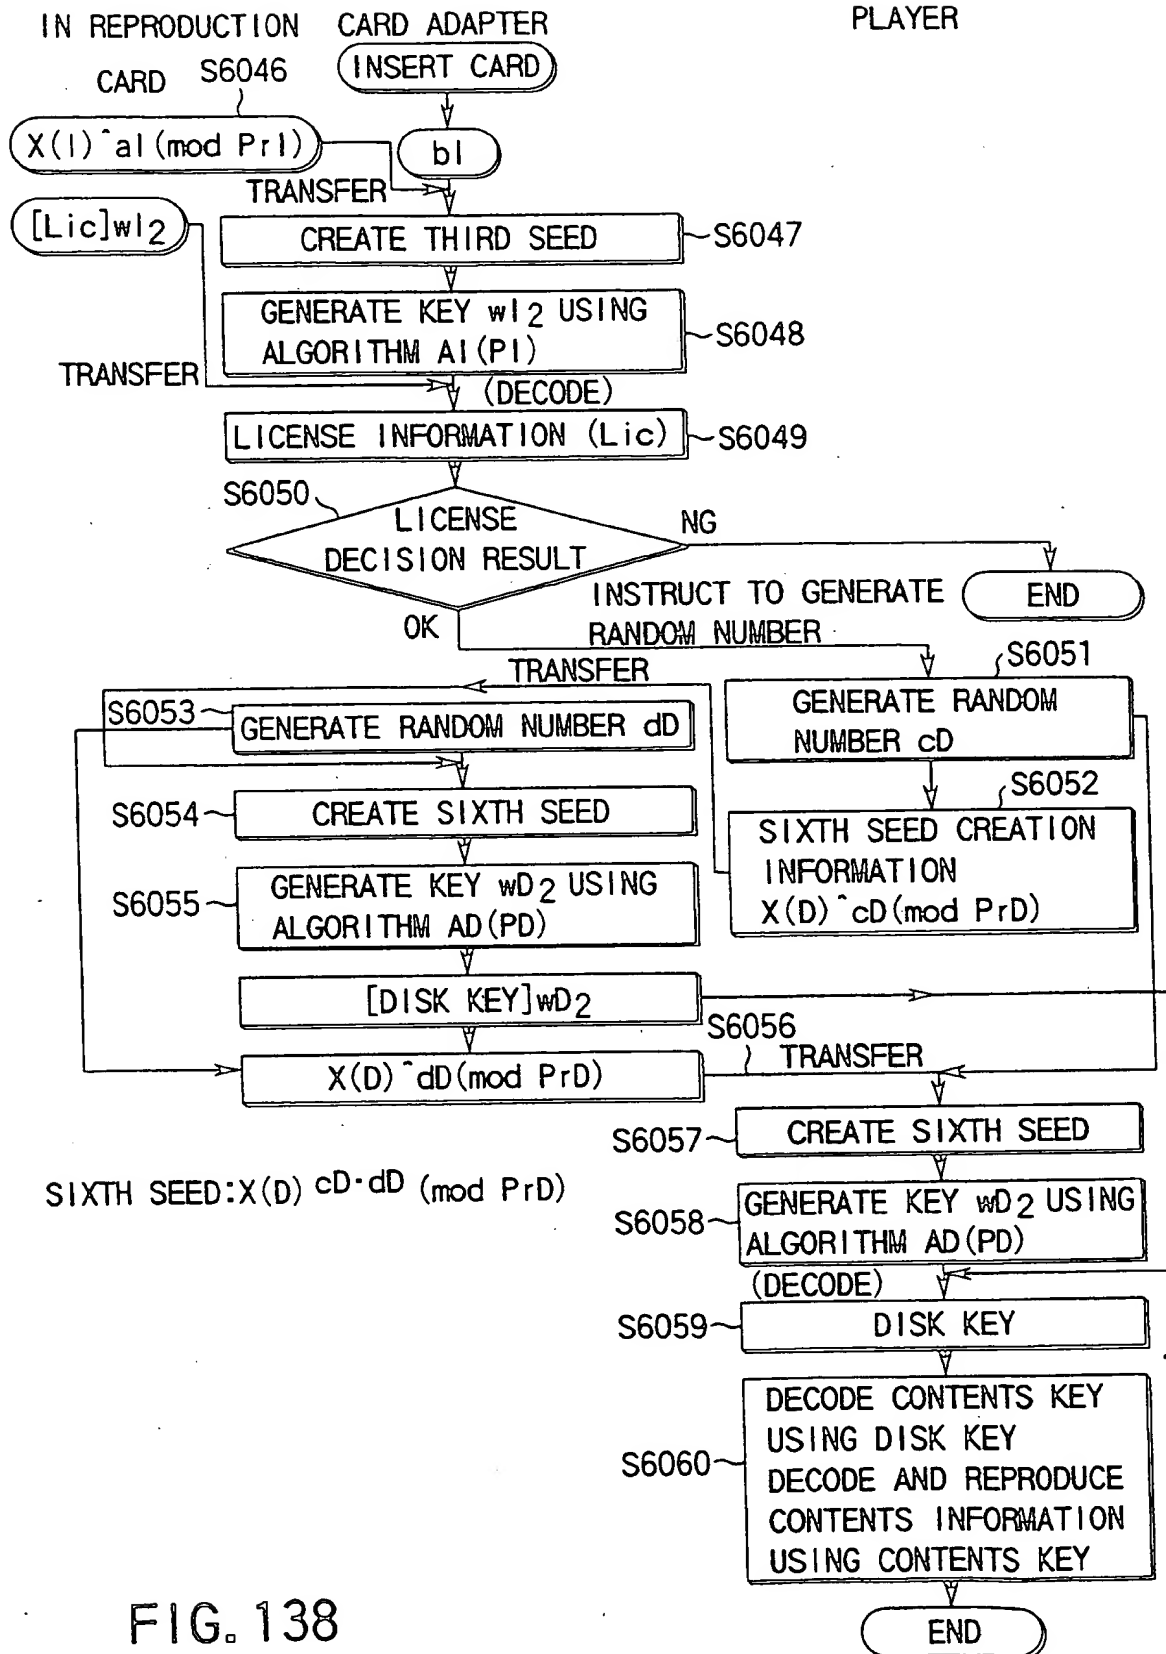 IN REPRODUCTION
CARD ADAPTER
PLAYER
CARD
S6046
INSERT CARD
X(I)^aI(mod PrI)
bI
TRANSFER
[Lic]wI2
CREATE THIRD SEED
S6047
GENERATE KEY wI2 USING
ALGORITHM AI(PI)
S6048
TRANSFER
(DECODE)
LICENSE INFORMATION (Lic)
S6049
S6050
LICENSE
DECISION RESULT
NG
END
OK
INSTRUCT TO GENERATE
RANDOM NUMBER
TRANSFER
S6051
GENERATE RANDOM
NUMBER cD
S6053
GENERATE RANDOM NUMBER dD
S6052
SIXTH SEED CREATION
INFORMATION
X(D)^cD(mod PrD)
S6054
CREATE SIXTH SEED
S6055
GENERATE KEY wD2 USING
ALGORITHM AD(PD)
[DISK KEY]wD2
S6056
X(D)^dD(mod PrD)
TRANSFER
S6057
CREATE SIXTH SEED
SIXTH SEED:X(D) cD·dD (mod PrD)
S6058
GENERATE KEY wD2 USING
ALGORITHM AD(PD)
(DECODE)
S6059
DISK KEY
S6060
DECODE CONTENTS KEY
USING DISK KEY
DECODE AND REPRODUCE
CONTENTS INFORMATION
USING CONTENTS KEY
END
FIG. 138